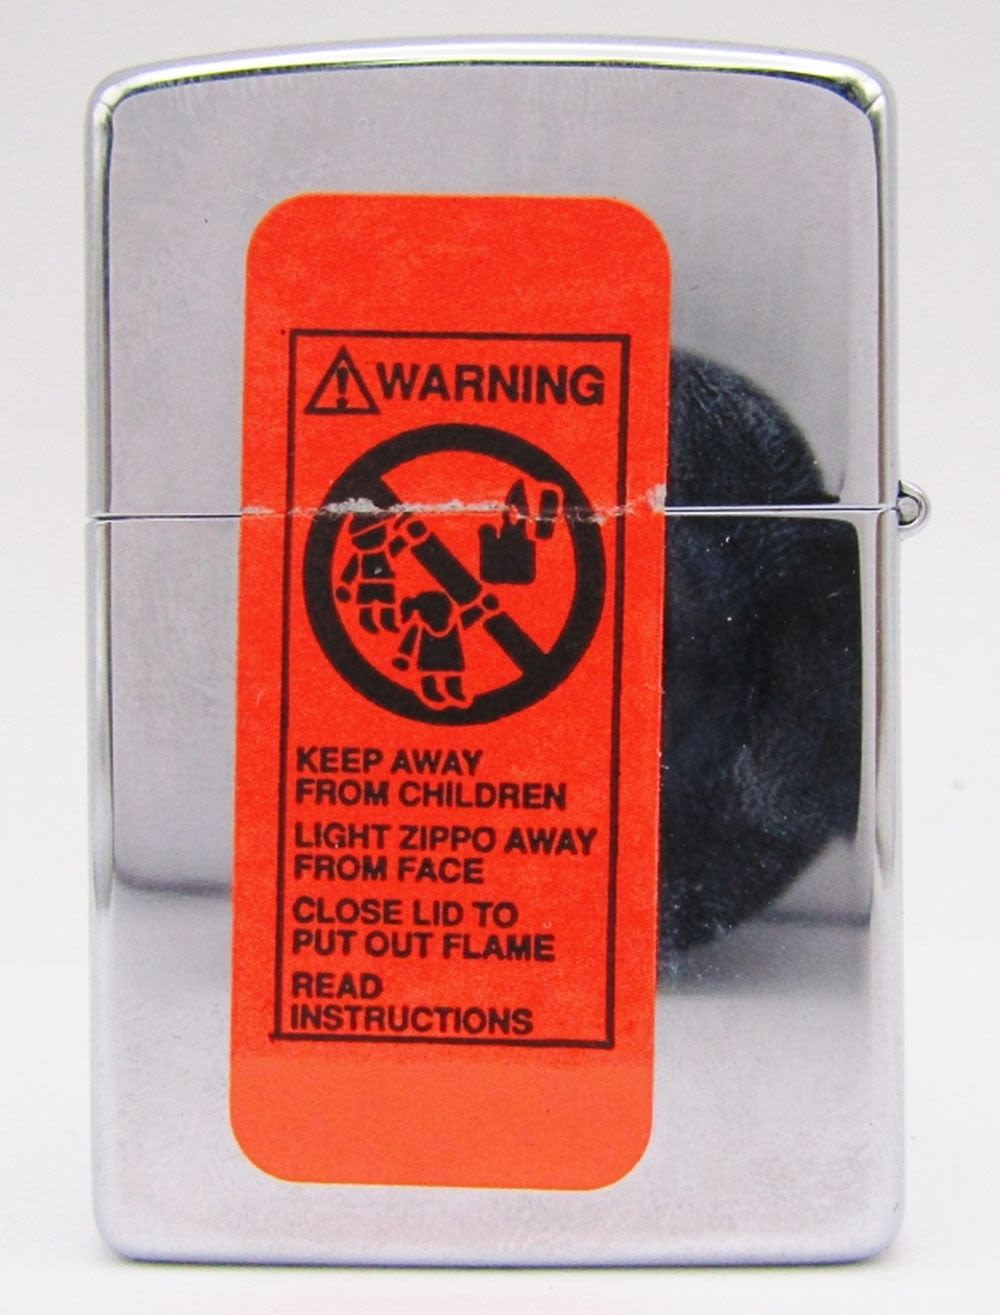 WARNING
KEEP AWAY
FROM CHILDREN
LIGHT ZIPPO AWAY
FROM FACE
CLOSE LID TO
PUT OUT FLAME
READ
INSTRUCTIONS